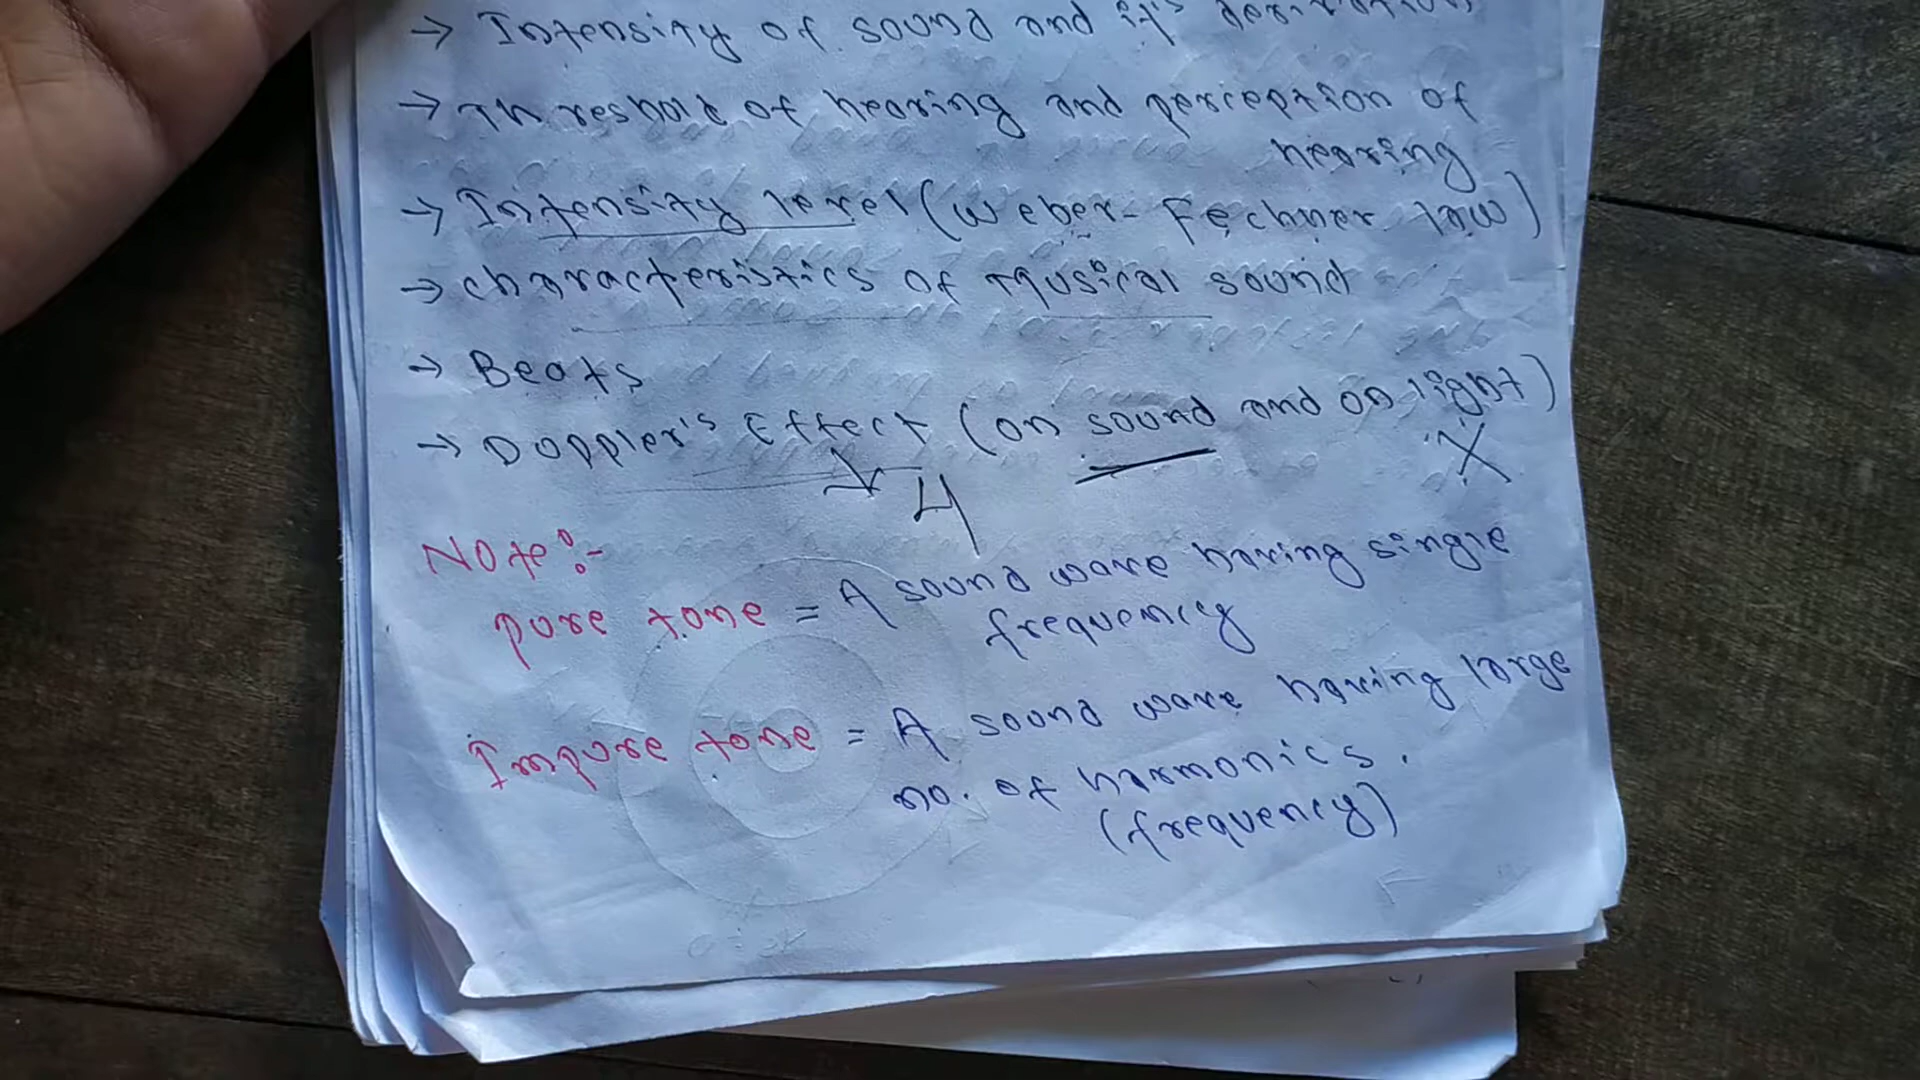 → Intensity of sound and it's derivation
→ Threshold of hearing and perception of
hearing
→ Intensity level (Weber-Fechner law)
→ characteristics of musical sound
→ Beats
→ Doppler's Effect (on sound and on light)
4 X
Note:-
pure tone = A sound wave having single
frequency
Impure tone = A sound wave having large
no. of harmonics.
(frequency)